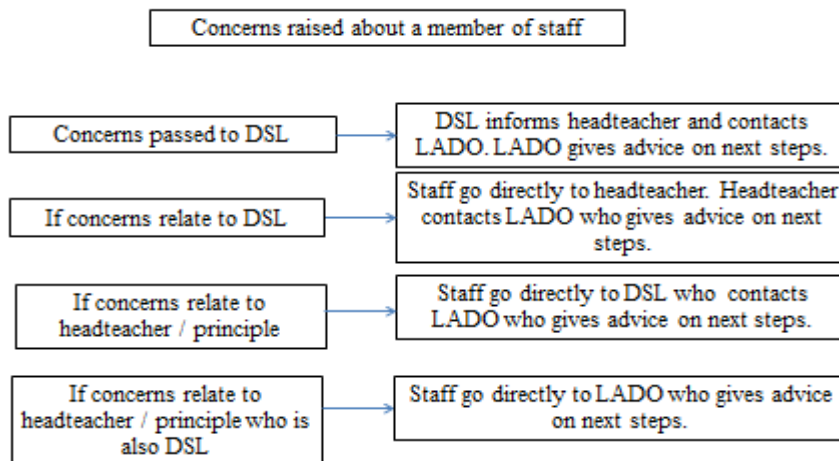 Concerns raised about a member of staff
Concerns passed to DSL
DSL informs headteacher and contacts
LADO. LADO gives advice on next steps.
If concerns relate to DSL
Staff go directly to headteacher. Headteacher
contacts LADO who gives advice on next
steps.
If concerns relate to
headteacher / principle
Staff go directly to DSL who contacts
LADO who gives advice on next steps.
If concerns relate to
headteacher / principle who is
also DSL
Staff go directly to LADO who gives advice
on next steps.